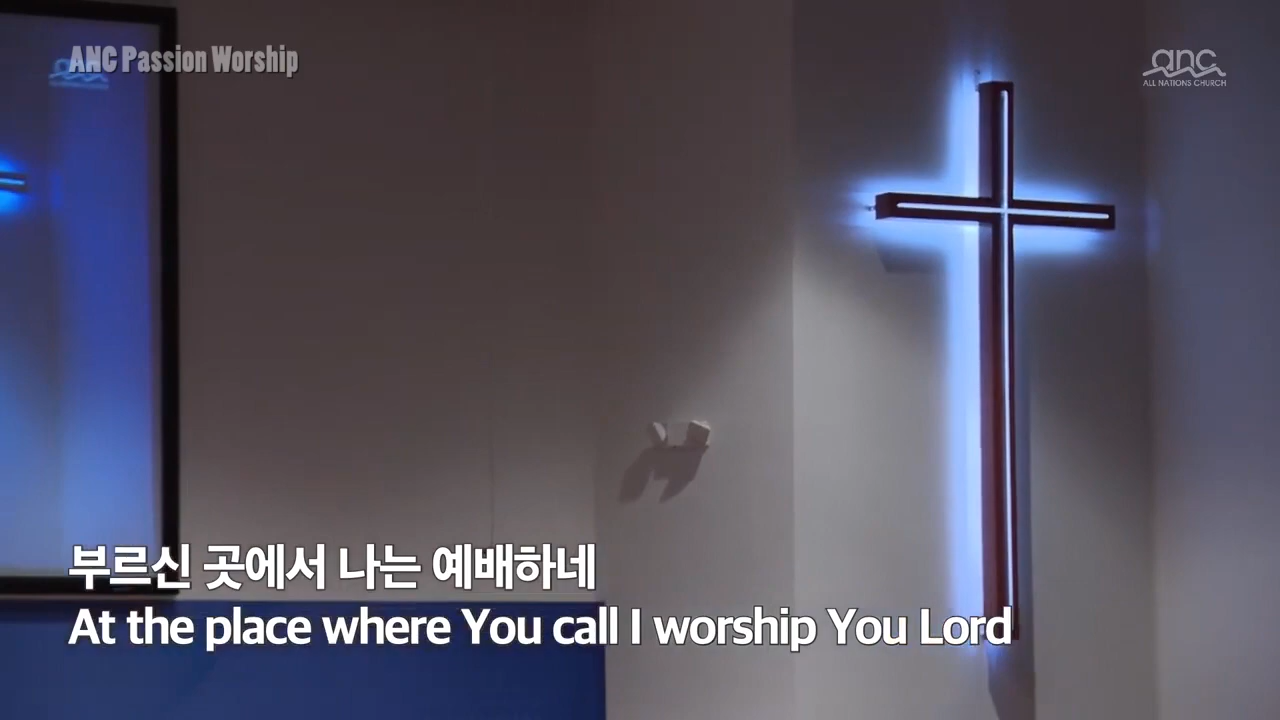 ANC Passion Worship
anc
ALL NATIONS CHURCH
부르신 곳에서 나는 예배하네
At the place where You call I worship You Lord